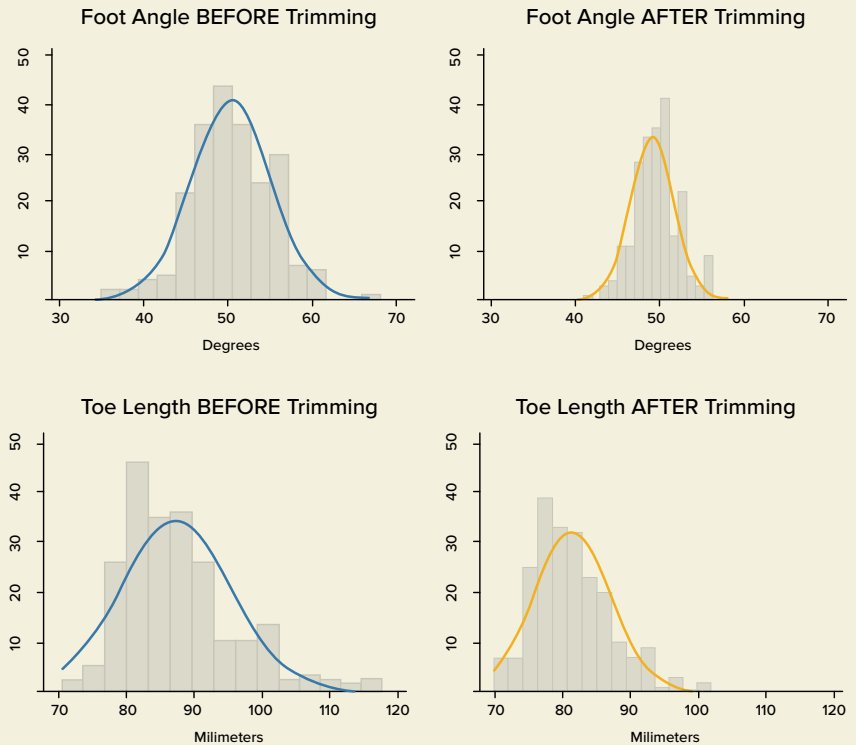 Foot Angle BEFORE Trimming
50
40
30
20
10
30 40 50 60 70
Degrees
Foot Angle AFTER Trimming
50
40
30
20
10
30 40 50 60 70
Degrees
Toe Length BEFORE Trimming
50
40
30
20
10
70 80 90 100 110 120
Milimeters
Toe Length AFTER Trimming
50
40
30
20
10
70 80 90 100 110 120
Milimeters